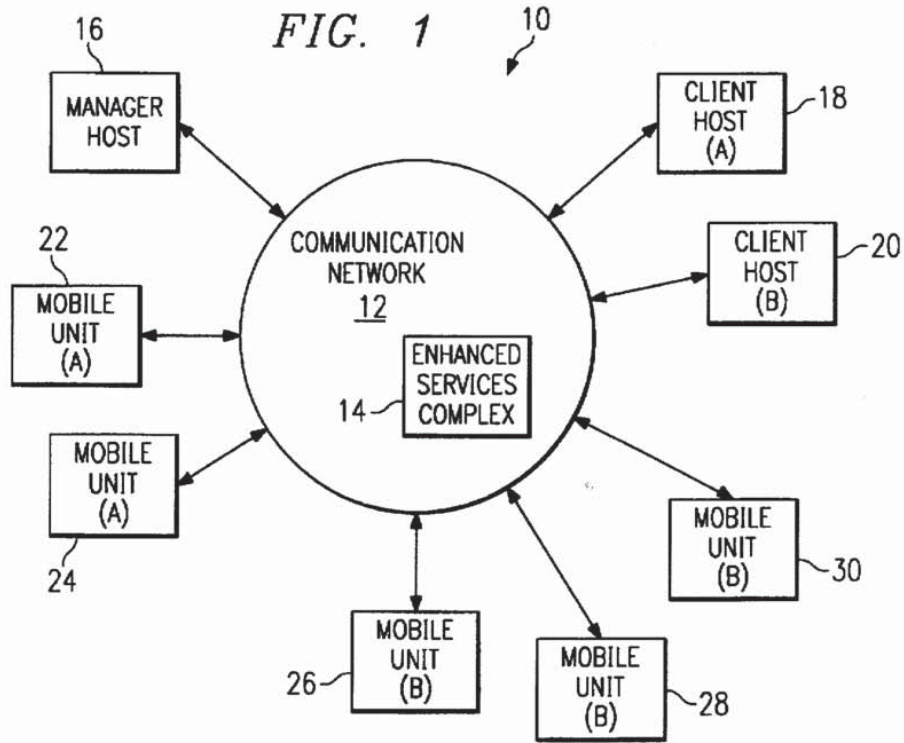 FIG. 1
10
16
MANAGER
HOST
CLIENT
HOST
(A)
18
COMMUNICATION
NETWORK
12
CLIENT
HOST
(B)
20
22
MOBILE
UNIT
(A)
ENHANCED
SERVICES
COMPLEX
14
MOBILE
UNIT
(A)
24
MOBILE
UNIT
(B)
30
MOBILE
UNIT
(B)
26
MOBILE
UNIT
(B)
28